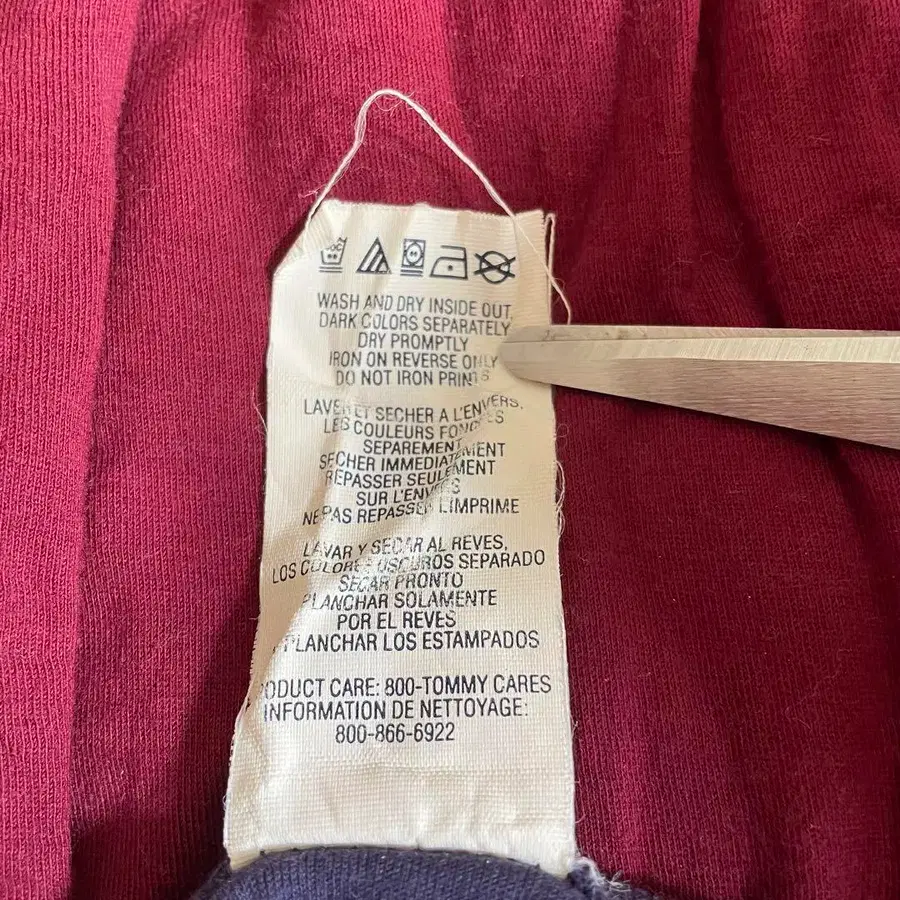 WASH AND DRY INSIDE OUT,
DARK COLORS SEPARATELY
DRY PROMPTLY
IRON ON REVERSE ONLY
DO NOT IRON PRINTS
LAVER ET SECHER A L'ENVERS,
LES COULEURS FONCES
SEPAREMENT
SECHER IMMEDIATEMENT
REPASSER SEULEMENT
SUR L'ENVERS
NE PAS REPASSER L'IMPRIME
LAVAR Y SECAR AL REVES,
LOS COLORES OSCUROS SEPARADO
SECAR PRONTO
PLANCHAR SOLAMENTE
POR EL REVES
PLANCHAR LOS ESTAMPADOS
ODUCT CARE: 800-TOMMY CARES
INFORMATION DE NETTOYAGE:
800-866-6922